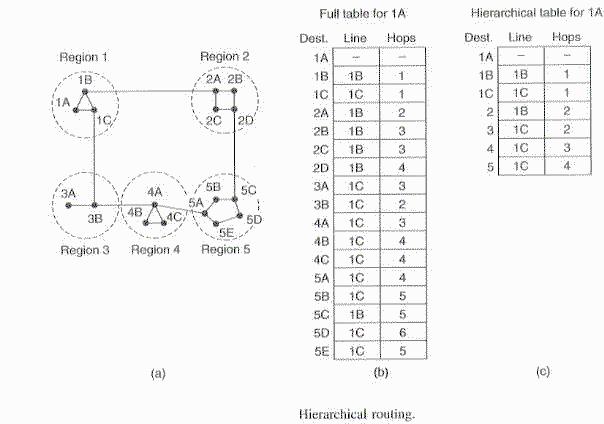 Full table for 1A
Dest. Line Hops
1A – –
1B 1B 1
1C 1C 1
2A 1B 2
2B 1B 3
2C 1B 3
2D 1B 4
3A 1C 3
3B 1C 2
4A 1C 3
4B 1C 4
4C 1C 4
5A 1C 4
5B 1C 5
5C 1B 5
5D 1C 6
5E 1C 5
(b)
Hierarchical table for 1A
Dest. Line Hops
1A – –
1B 1B 1
1C 1C 1
2 1B 2
3 1C 2
4 1C 3
5 1C 4
(c)
Region 1
1B
1A
1C
Region 2
2A 2B
2C 2D
3A
3B
Region 3
4A
4B 4C
Region 4
5B 5C
5A
5D
5E
Region 5
(a)
Hierarchical routing.